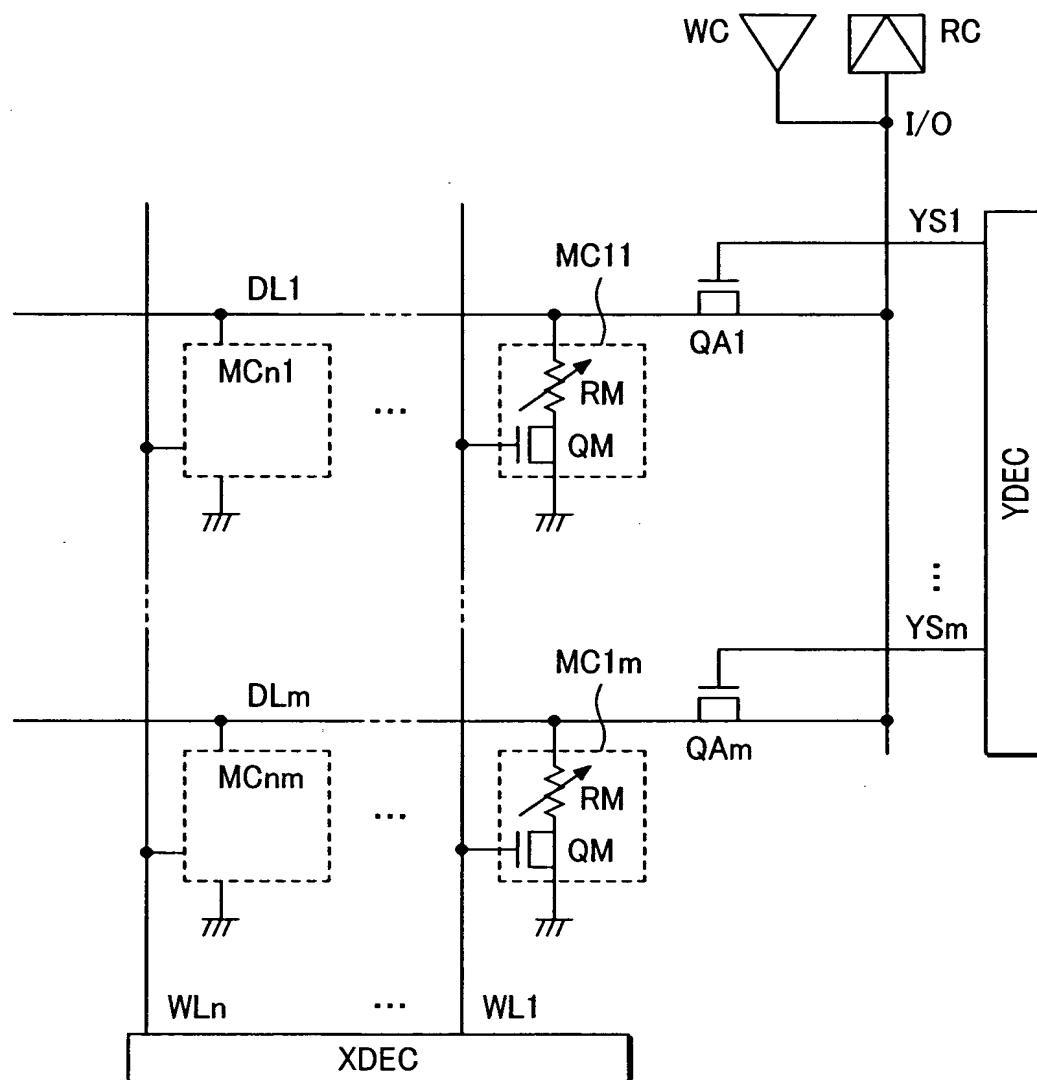 WC
RC
I/O
YS1
MC11
DL1
QA1
MCn1
RM
...
QM
YDEC
...
YSm
MC1m
DLm
QAm
MCnm
RM
...
QM
WLn
...
WL1
XDEC